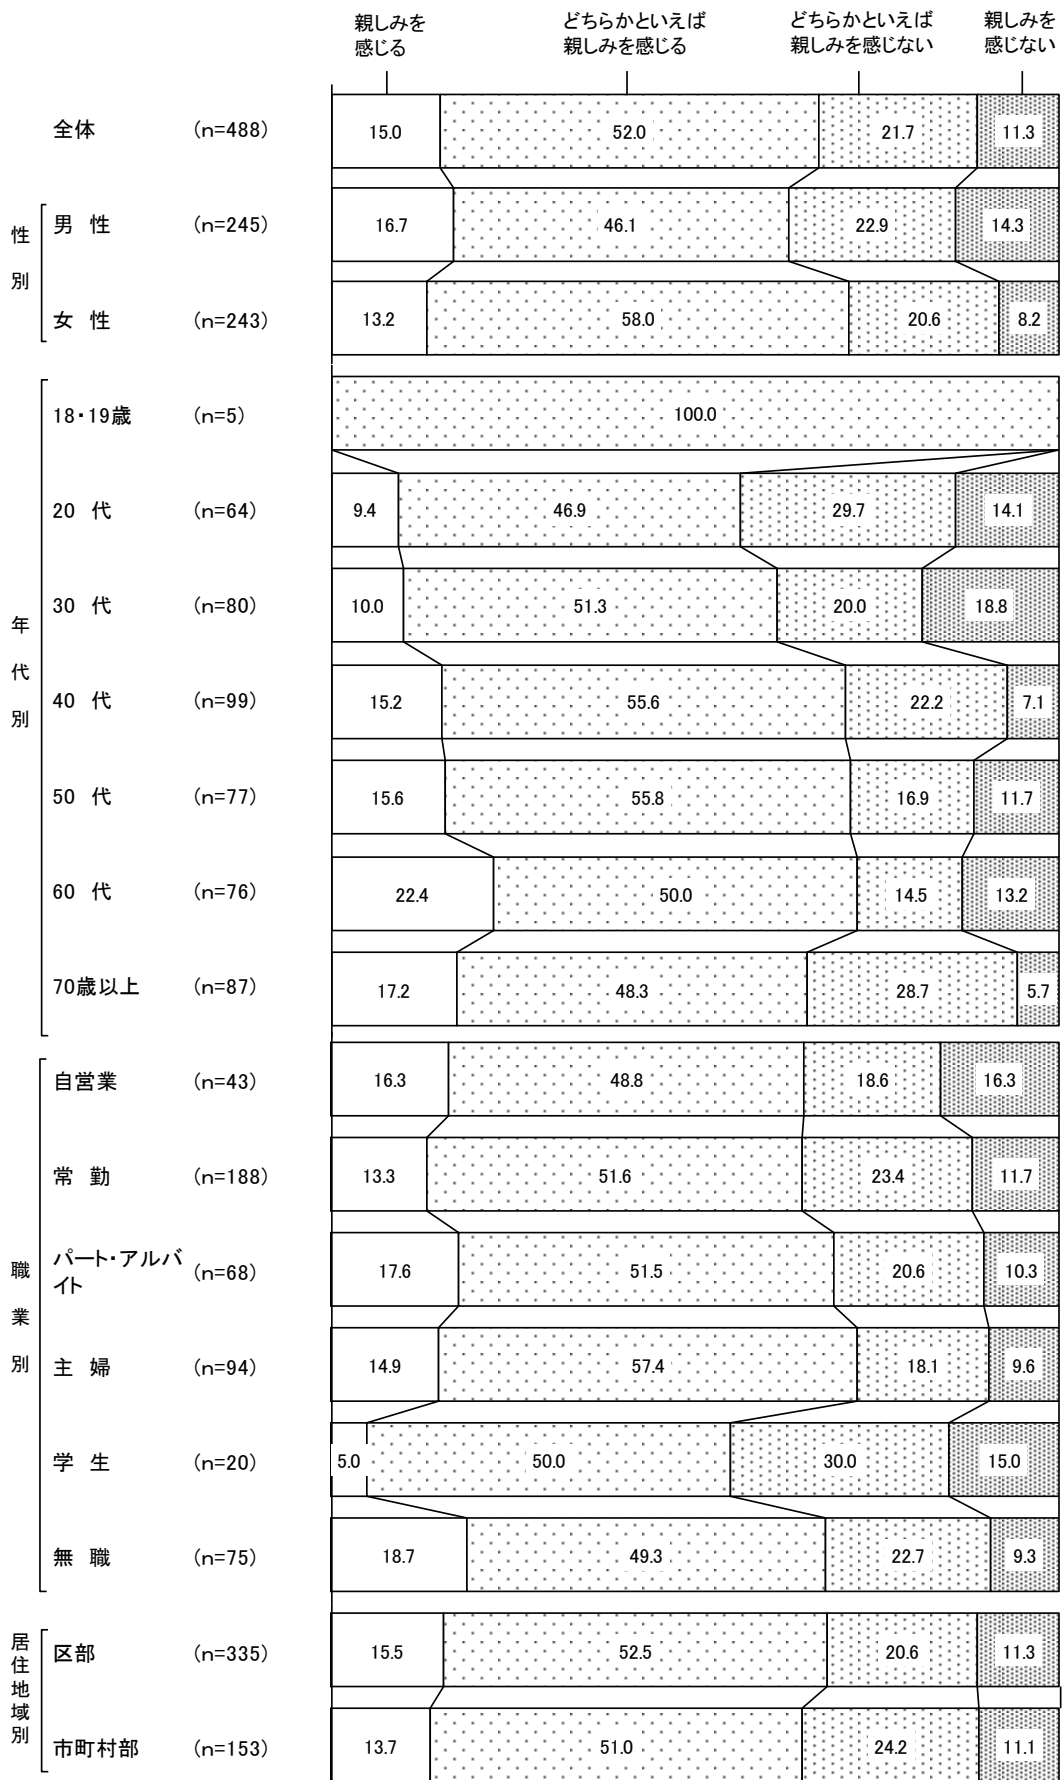 親しみを
感じる
どちらかといえば
親しみを感じる
どちらかといえば
親しみを感じない
親しみを
感じない
全体 (n=488) 15.0 52.0 21.7 11.3
性別
男 性 (n=245) 16.7 46.1 22.9 14.3
女 性 (n=243) 13.2 58.0 20.6 8.2
年代別
18・19歳 (n=5) 100.0
20 代 (n=64) 9.4 46.9 29.7 14.1
30 代 (n=80) 10.0 51.3 20.0 18.8
40 代 (n=99) 15.2 55.6 22.2 7.1
50 代 (n=77) 15.6 55.8 16.9 11.7
60 代 (n=76) 22.4 50.0 14.5 13.2
70歳以上 (n=87) 17.2 48.3 28.7 5.7
職業別
自営業 (n=43) 16.3 48.8 18.6 16.3
常 勤 (n=188) 13.3 51.6 23.4 11.7
パート・アルバ
イト (n=68) 17.6 51.5 20.6 10.3
主 婦 (n=94) 14.9 57.4 18.1 9.6
学 生 (n=20) 5.0 50.0 30.0 15.0
無 職 (n=75) 18.7 49.3 22.7 9.3
居住地域別
区部 (n=335) 15.5 52.5 20.6 11.3
市町村部 (n=153) 13.7 51.0 24.2 11.1